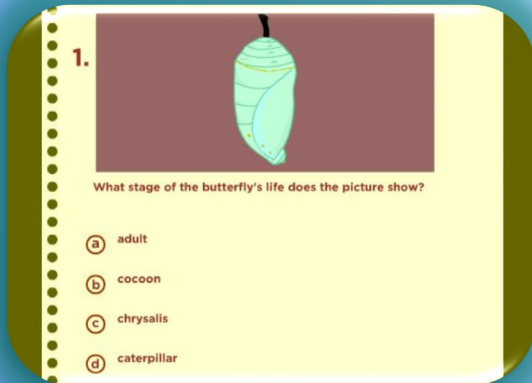 1.
What stage of the butterfly's life does the picture show?
a adult
b cocoon
c chrysalis
d caterpillar